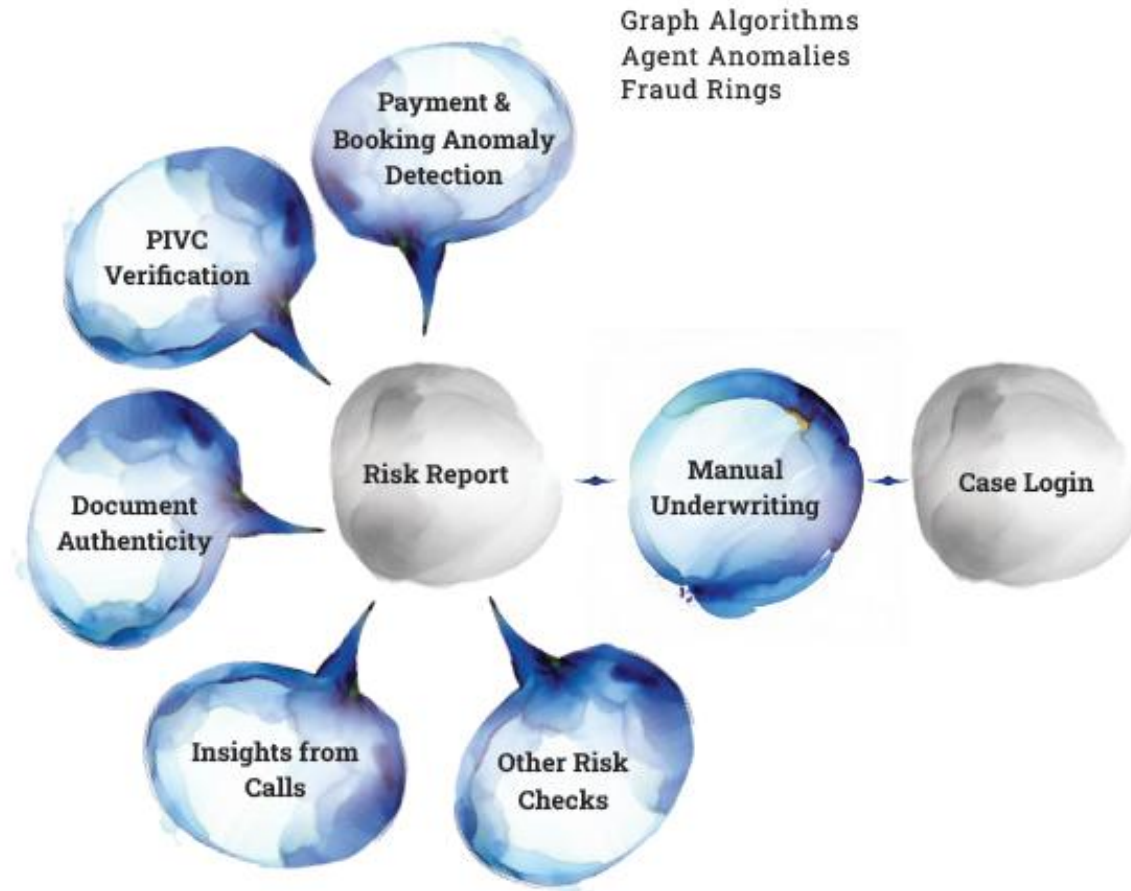 Graph Algorithms
Agent Anomalies
Fraud Rings
Payment &
Booking Anomaly
Detection
PIVC
Verification
Document
Authenticity
Risk Report
Manual
Underwriting
Case Login
Insights from
Calls
Other Risk
Checks